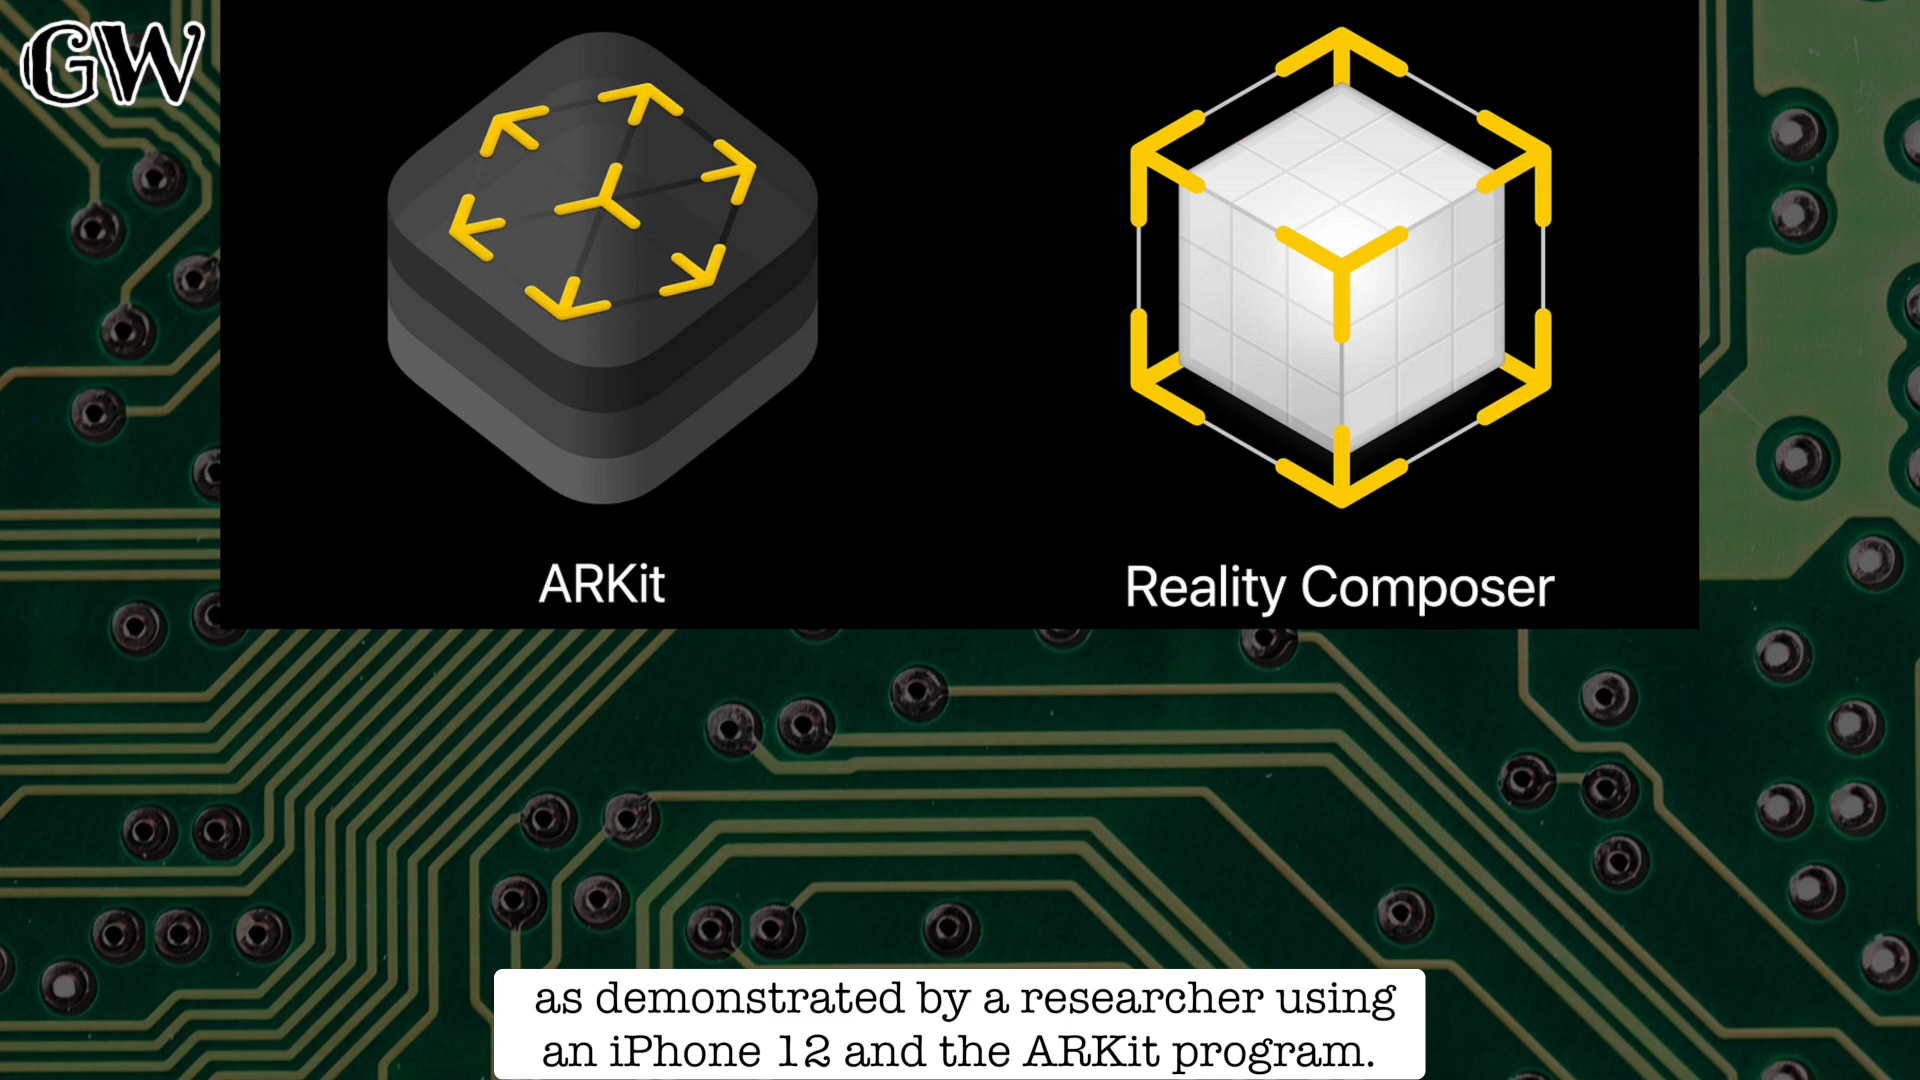 GW
ARKit
Reality Composer
as demonstrated by a researcher using
an iPhone 12 and the ARKit program.